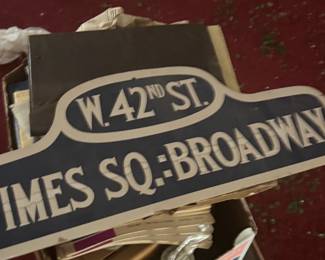 W. 42ND ST.
IMES SQ.:BROADWAY